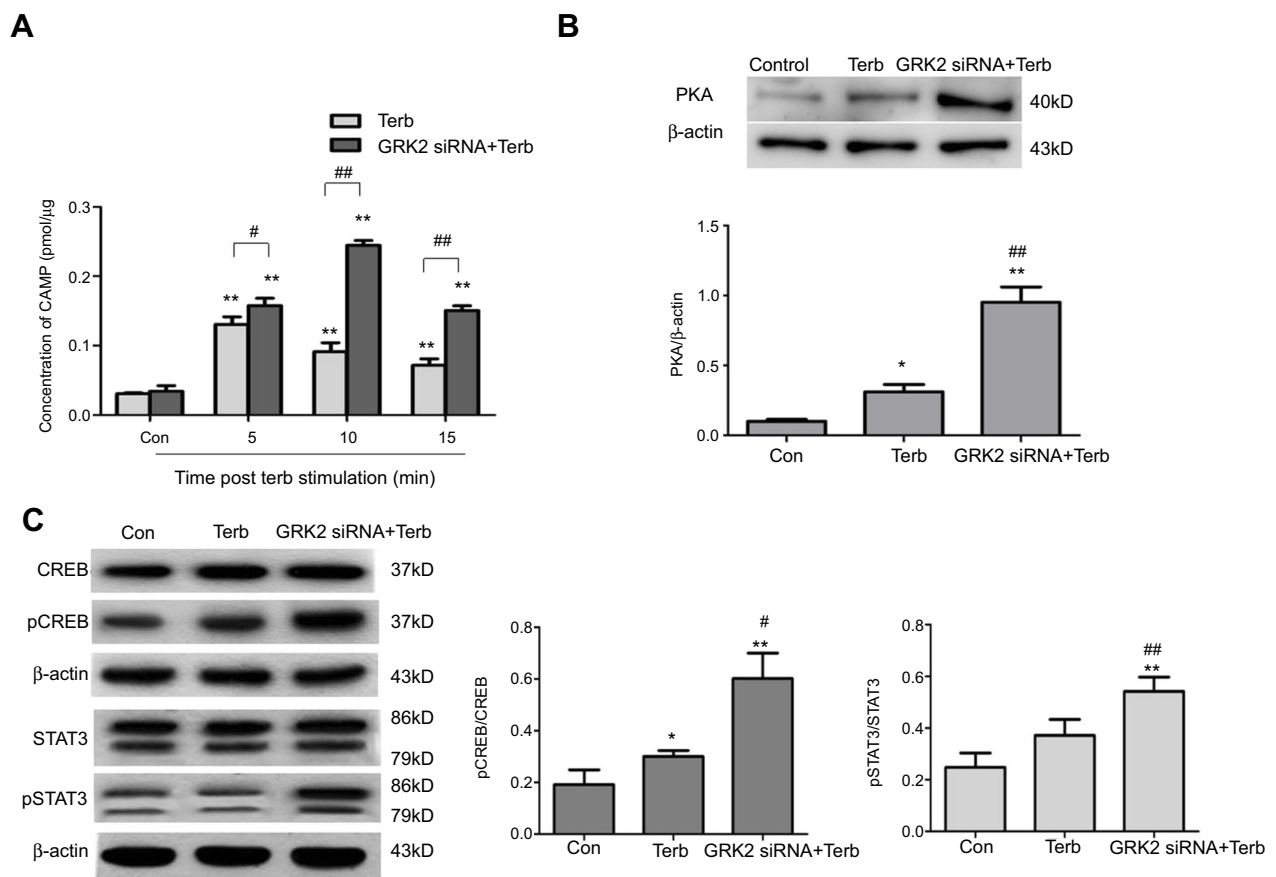 A
Terb
GRK2 siRNA+Terb
##
**
#
**
**
**
##
**
**
Concentration of CAMP (pmol/μg)
0.3
0.2
0.1
0.0
Con 5 10 15
Time post terb stimulation (min)
B
Control Terb GRK2 siRNA+Terb
PKA 40kD
β-actin 43kD
PKA/β-actin
1.5
1.0
0.5
0.0
*
##
**
Con Terb GRK2 siRNA+Terb
C
Con Terb GRK2 siRNA+Terb
CREB 37kD
pCREB 37kD
β-actin 43kD
STAT3 86kD
79kD
pSTAT3 86kD
79kD
β-actin 43kD
pCREB/CREB
0.8
0.6
0.4
0.2
0.0
*
#
**
Con Terb GRK2 siRNA+Terb
pSTAT3/STAT3
0.8
0.6
0.4
0.2
0.0
##
**
Con Terb GRK2 siRNA+Terb